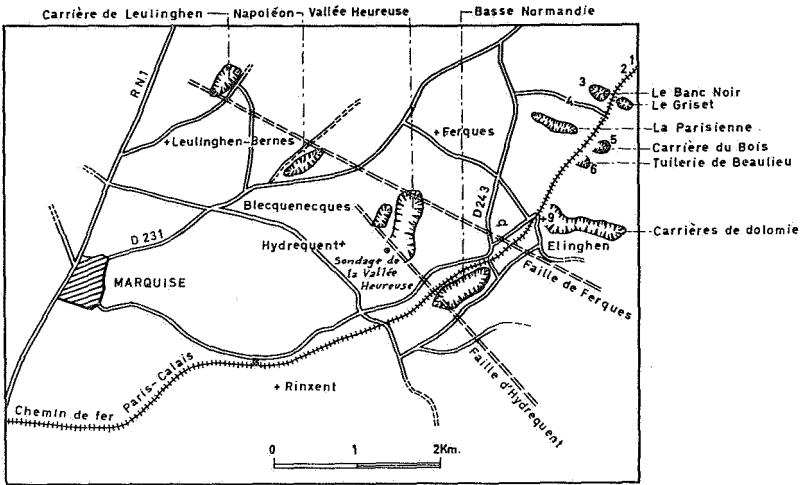 Carrière de Leulinghen
Napoléon
Vallée Heureuse
Basse Normandie
R N.1
2 1
3
Le Banc Noir
Le Griset
4
La Parisienne
+Leulinghen-Bernes
+Ferques
5
Carrière du Bois
6
Tuilerie de Beaulieu
Blecquenecques
D243
+9
Carrières de dolomie
D 231
Hydrequent+
Elinghen
Sondage de
la Vallée
Heureuse
MARQUISE
Faille de Ferques
Faille d'Hydrequent
Paris-Calais
+ Rinxent
Chemin de fer
0 1 2Km.